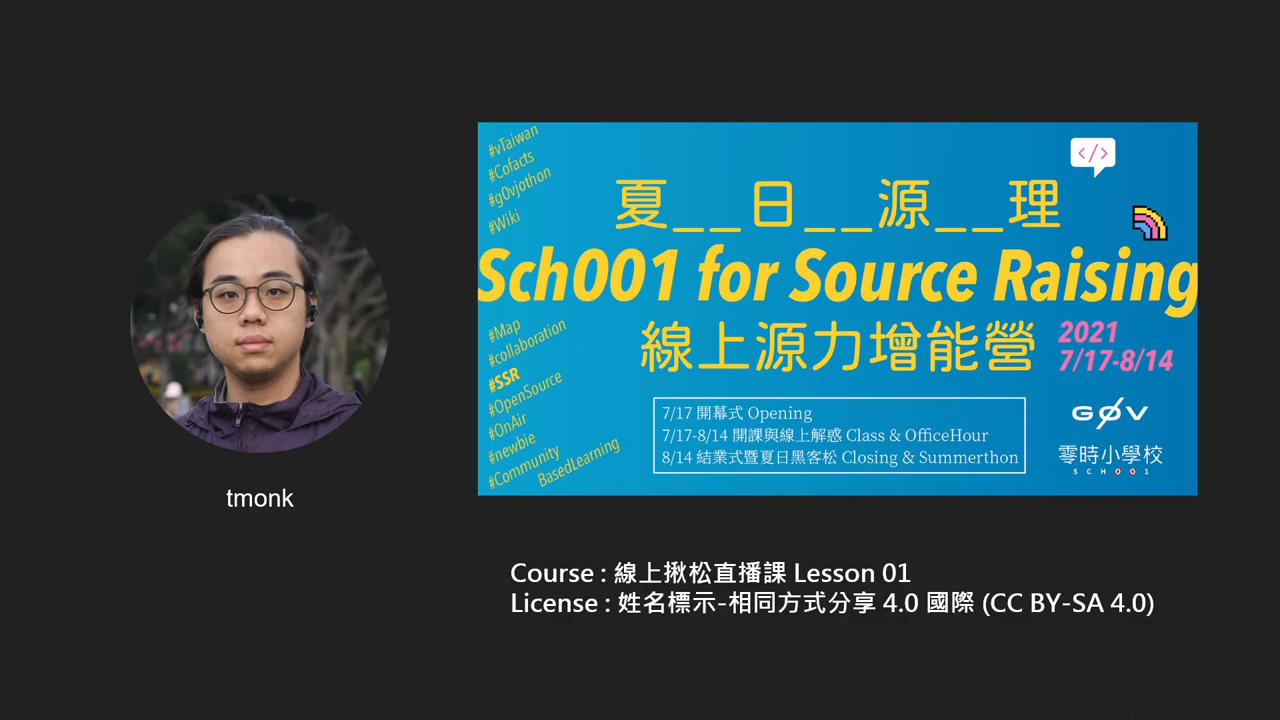 tmonk
#vTaiwan
#Cofacts
#g0vjothon
#Wiki
夏__日__源__理
Sch001 for Source Raising
線上源力增能營
2021
7/17-8/14
#Map
#collaboration
#SSR
#OpenSource
#OnAir
#newbie
#Community
BasedLearning
7/17 開幕式 Opening
7/17-8/14 開課與線上解惑 Class & OfficeHour
8/14 結業式暨夏日黑客松 Closing & Summerthon
G0V
零時小學校
SCHOO1
Course : 線上揪松直播課 Lesson 01
License : 姓名標示-相同方式分享 4.0 國際 (CC BY-SA 4.0)